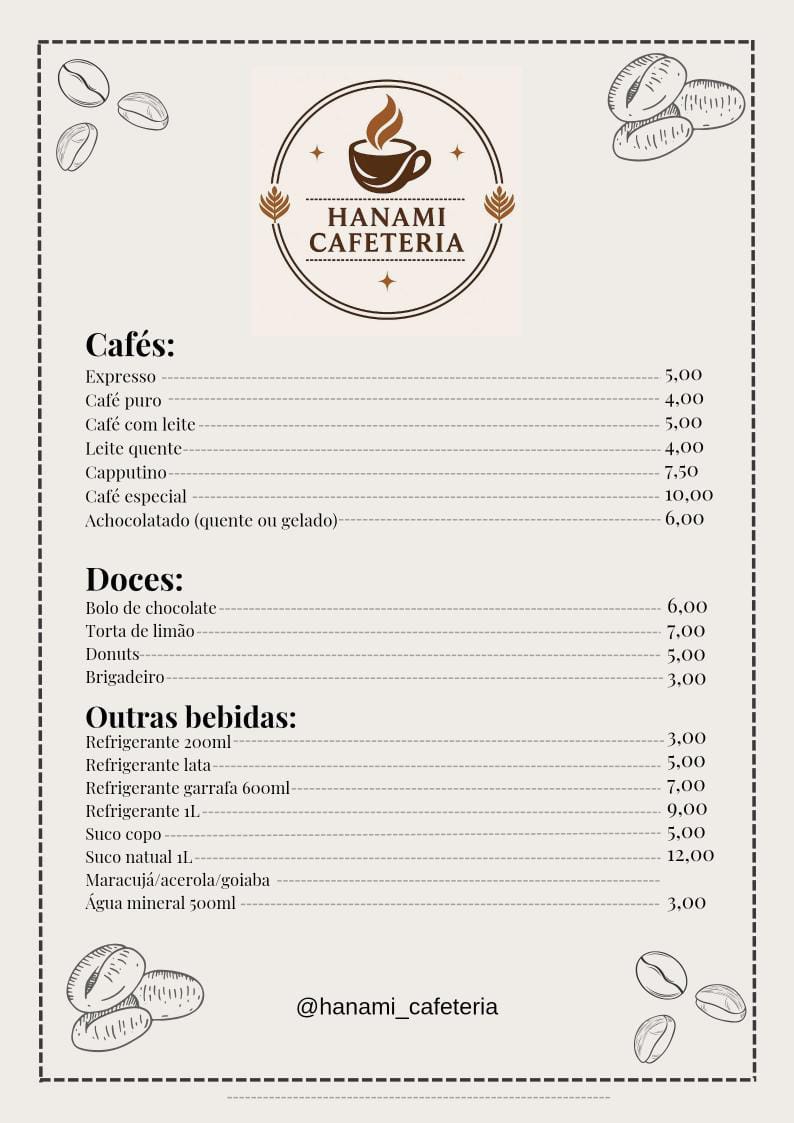 HANAMI
CAFETERIA
Cafés:
Expresso 5,00
Café puro 4,00
Café com leite 5,00
Leite quente 4,00
Capputino 7,50
Café especial 10,00
Achocolatado (quente ou gelado) 6,00
Doces:
Bolo de chocolate 6,00
Torta de limão 7,00
Donuts 5,00
Brigadeiro 3,00
Outras bebidas:
Refrigerante 200ml 3,00
Refrigerante lata 5,00
Refrigerante garrafa 600ml 7,00
Refrigerante 1L 9,00
Suco copo 5,00
Suco natual 1L 12,00
Maracujá/acerola/goiaba
Água mineral 500ml 3,00
@hanami_cafeteria